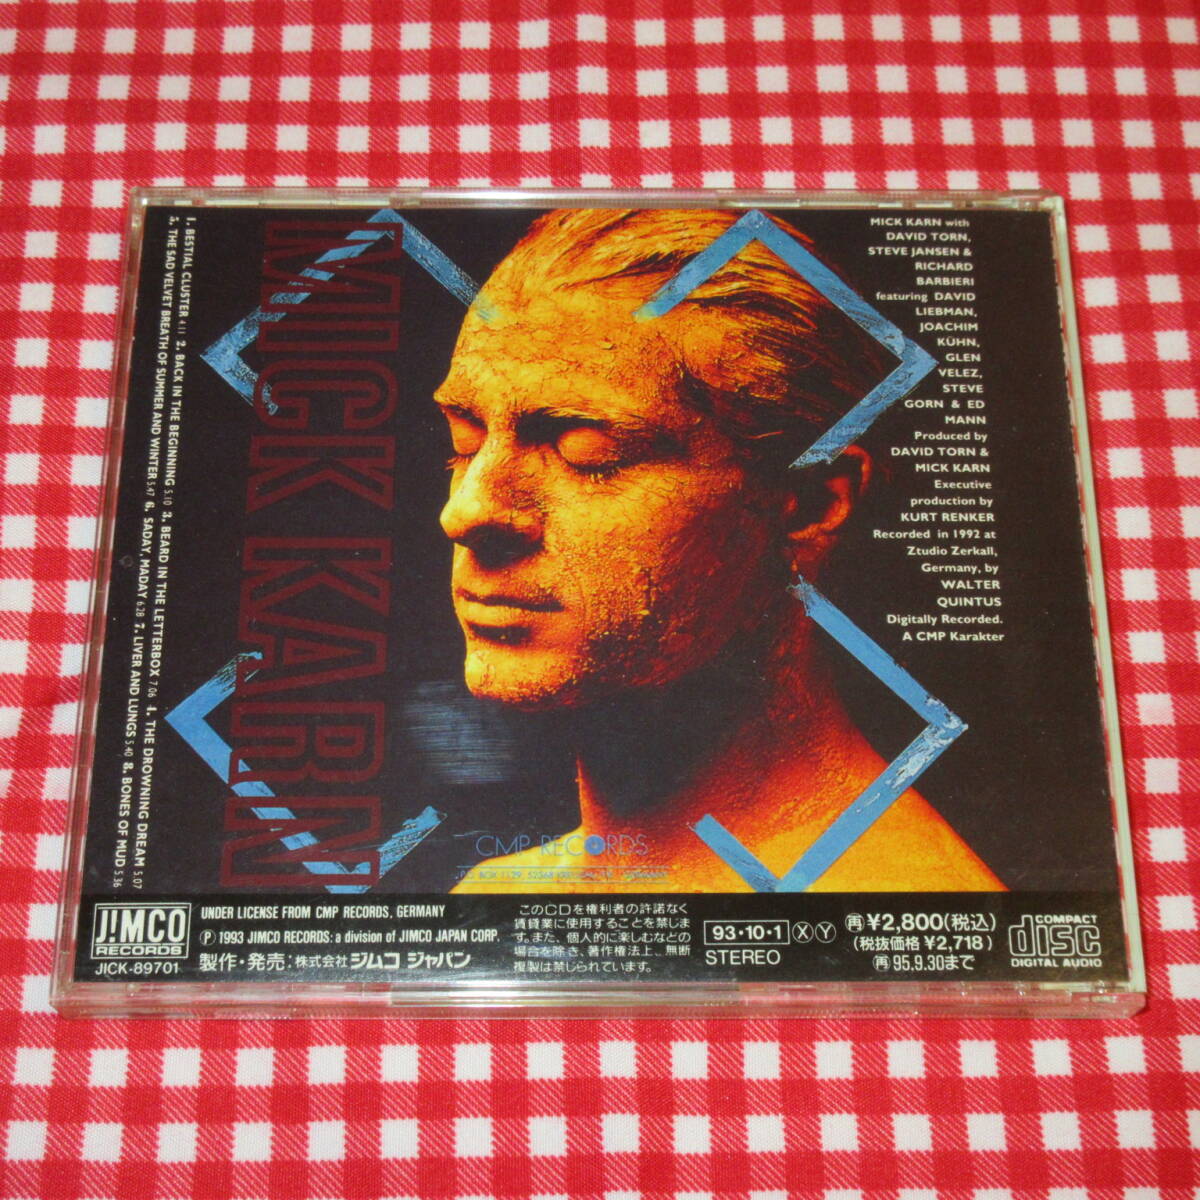 1. BESTIAL CLUSTER 4.11 2. BACK IN THE BEGINNING 5.10 3. BEARD IN THE LETTERBOX 7.06 4. THE DROWNING DREAM 5.07
5. THE SAD VELVET BREATH OF SUMMER AND WINTER 5.47 6. SADAY, MADAY 6.28 7. LIVER AND LUNGS 5.40 8. BONES OF MUD 5.36
MICK KARN
MICK KARN with
DAVID TORN,
STEVE JANSEN &
RICHARD
BARBIERI
featuring DAVID
LIEBMAN,
JOACHIM
KÜHN,
GLEN
VELEZ,
STEVE
GORN & ED
MANN
Produced by
DAVID TORN &
MICK KARN
Executive
production by
KURT RENKER
Recorded in 1992 at
Ztudio Zerkall,
Germany, by
WALTER
QUINTUS
Digitally Recorded.
A CMP Karakter
CMP RECORDS
BOX 1129, 52368
J!MCO
RECORDS
JICK-89701
UNDER LICENSE FROM CMP RECORDS, GERMANY
Ⓟ 1993 JIMCO RECORDS: a division of JIMCO JAPAN CORP.
製作・発売：株式会社ジムコ ジャパン
このCDを権利者の許諾なく
賃貸業に使用することを禁じま
す。また、個人的に楽しむなどの
場合を除き、著作権法上、無断
複製は禁じられています。
93・10・1 Ⓧ Ⓨ
STEREO
再 ¥2,800(税込)
(税抜価格 ¥2,718)
再 95.9.30まで
COMPACT
disc
DIGITAL AUDIO